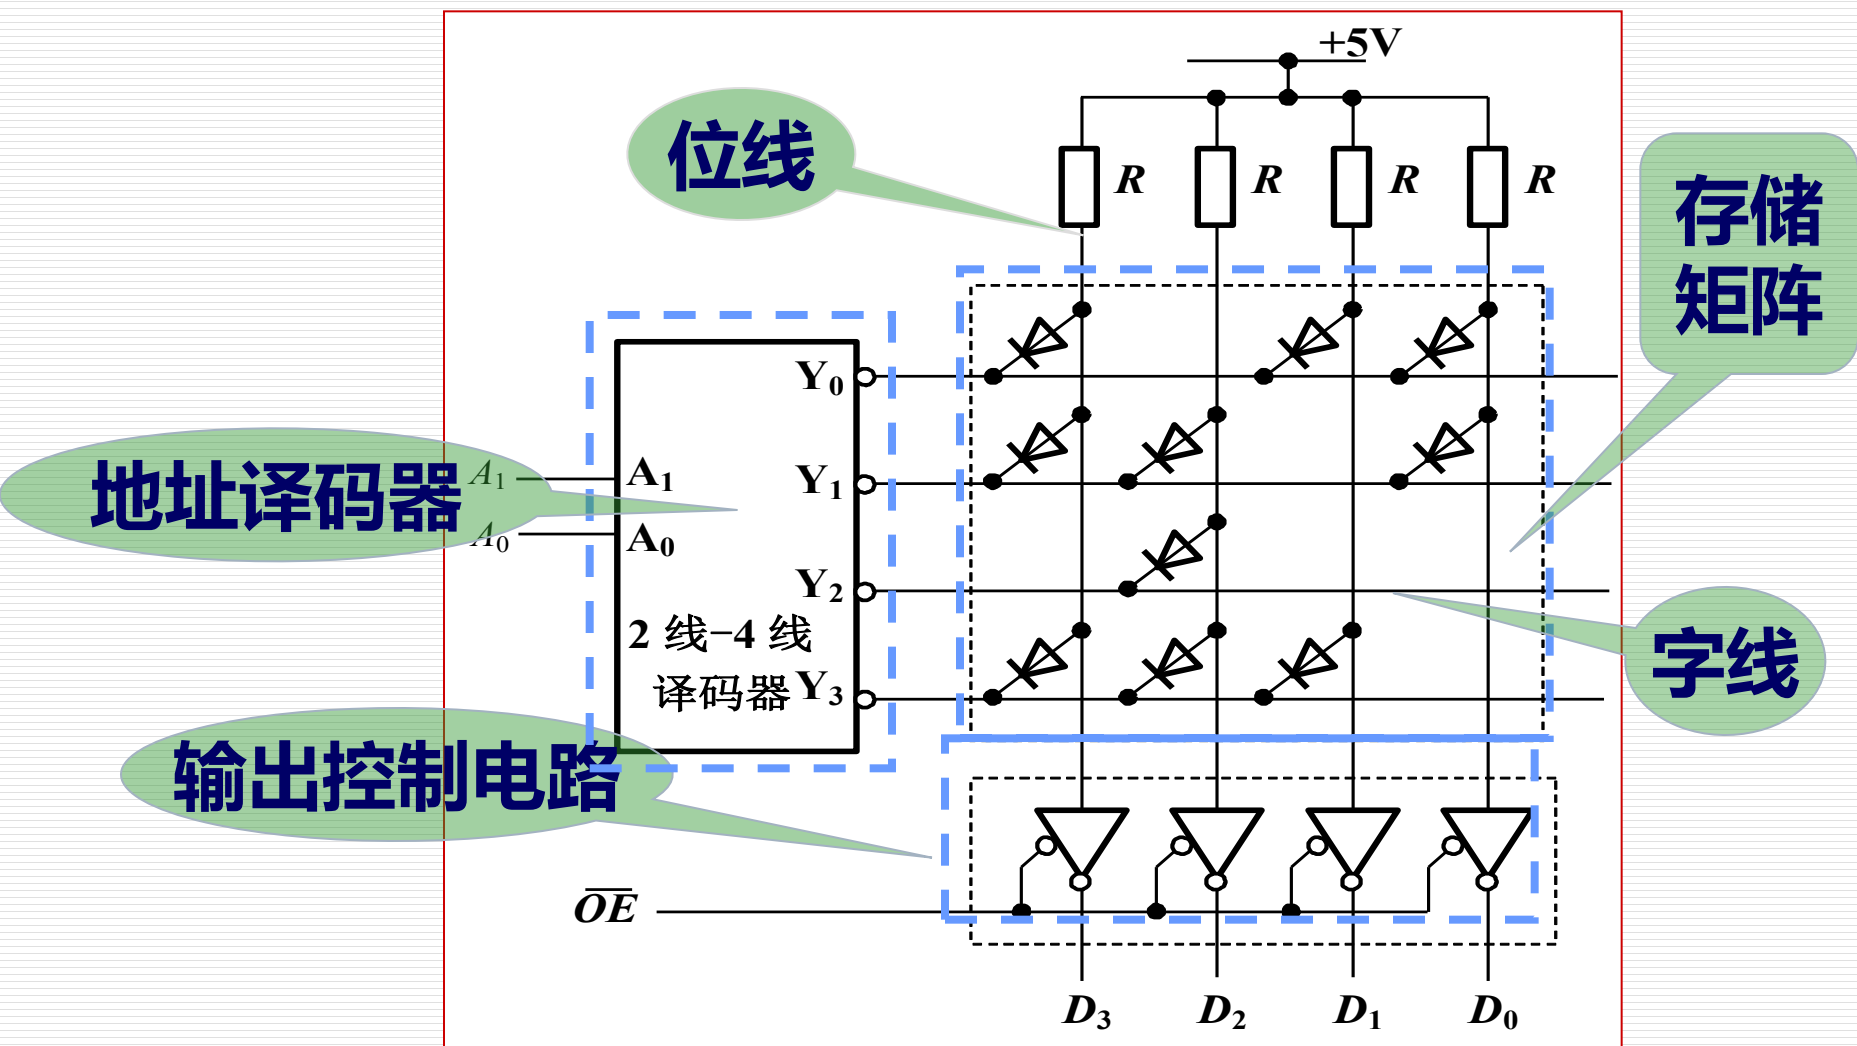 +5V
位线
R
R
R
R
存储
矩阵
Y0
地址译码器
A1
A1
Y1
A0
A0
Y2
2 线-4 线
字线
译码器
Y3
输出控制电路
OE
D3
D2
D1
D0